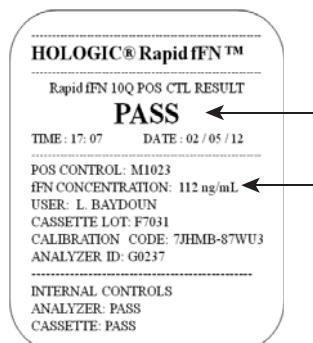 HOLOGIC® Rapid fFN™
Rapid fFN 10Q POS CTL RESULT
PASS
TIME : 17: 07 DATE : 02 / 05 / 12
POS CONTROL: M1023
fFN CONCENTRATION: 112 ng/mL
USER: L. BAYDOUN
CASSETTE LOT: F7031
CALIBRATION CODE: 7JHMB-87WU3
ANALYZER ID: G0237
INTERNAL CONTROLS
ANALYZER: PASS
CASSETTE: PASS